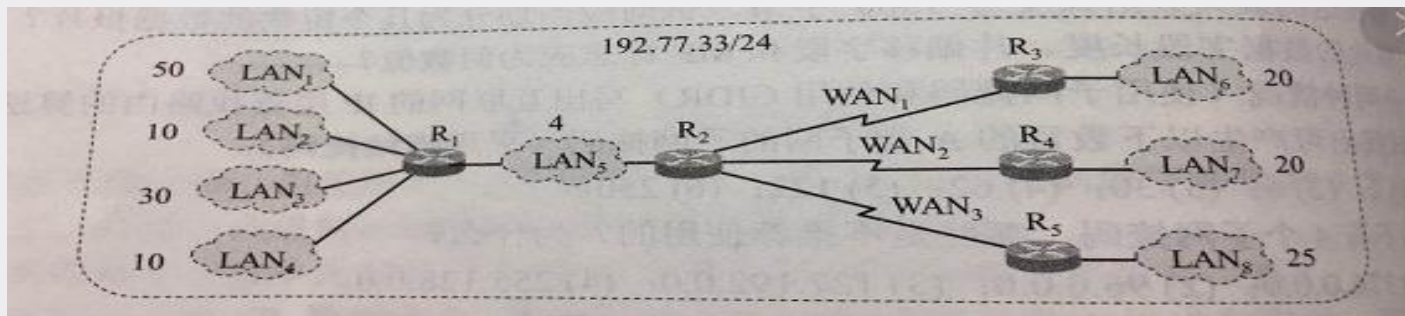 192.77.33/24
50 LAN₁
10 LAN₂
30 LAN₃
10 LAN₄
R₁
4
LAN₅
R₂
WAN₁
WAN₂
WAN₃
R₃
LAN₆ 20
R₄
LAN₇ 20
R₅
LAN₈ 25